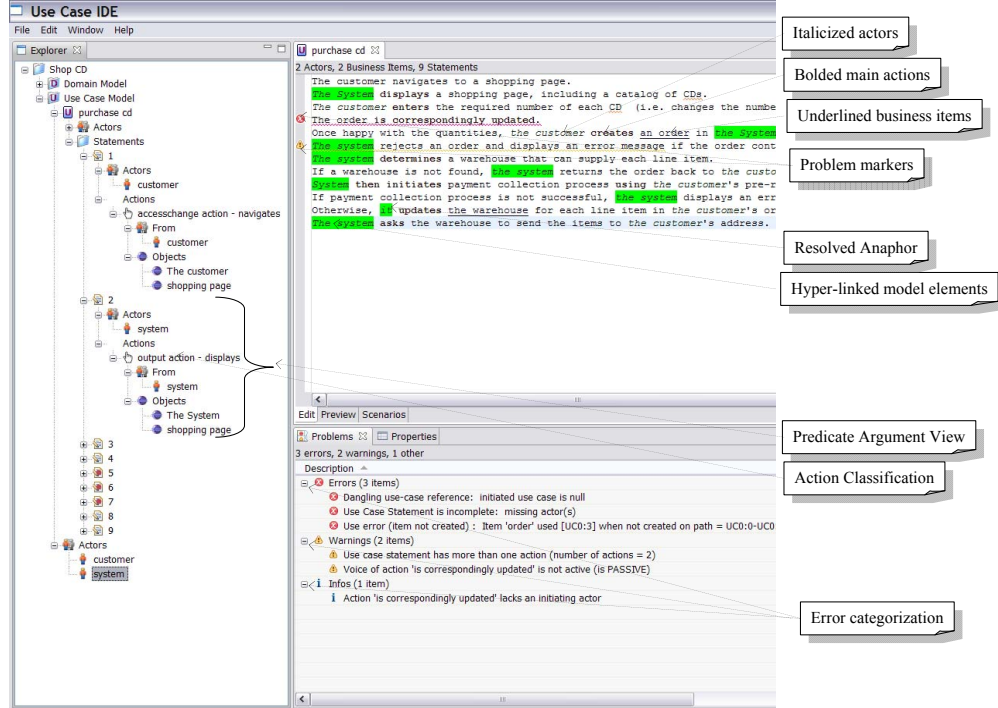 Use Case IDE
File Edit Window Help
Explorer
Shop CD
Domain Model
Use Case Model
purchase cd
Actors
Statements
1
Actors
customer
Actions
accesschange action - navigates
From
customer
Objects
The customer
shopping page
2
Actors
system
Actions
output action - displays
From
system
Objects
The System
shopping page
3
4
5
6
7
8
9
Actors
customer
system
purchase cd
2 Actors, 2 Business Items, 9 Statements
The customer navigates to a shopping page.
The System displays a shopping page, including a catalog of CDs.
The customer enters the required number of each CD (i.e. changes the numbe
The order is correspondingly updated.
Once happy with the quantities, the customer creates an order in the System
The system rejects an order and displays an error message if the order cont
The system determines a warehouse that can supply each line item.
If a warehouse is not found, the system returns the order back to the custo
System then initiates payment collection process using the customer's pre-r
If payment collection process is not successful, the system displays an err
Otherwise, it updates the warehouse for each line item in the customer's or
The system asks the warehouse to send the items to the customer's address.
Edit Preview Scenarios
Problems Properties
3 errors, 2 warnings, 1 other
Description
Errors (3 items)
Dangling use-case reference: initiated use case is null
Use Case Statement is incomplete: missing actor(s)
Use error (item not created) : Item 'order' used [UC0:3] when not created on path = UC0:0-UC0
Warnings (2 items)
Use case statement has more than one action (number of actions = 2)
Voice of action 'is correspondingly updated' is not active (is PASSIVE)
Infos (1 item)
Action 'is correspondingly updated' lacks an initiating actor
Italicized actors
Bolded main actions
Underlined business items
Problem markers
Resolved Anaphor
Hyper-linked model elements
Predicate Argument View
Action Classification
Error categorization